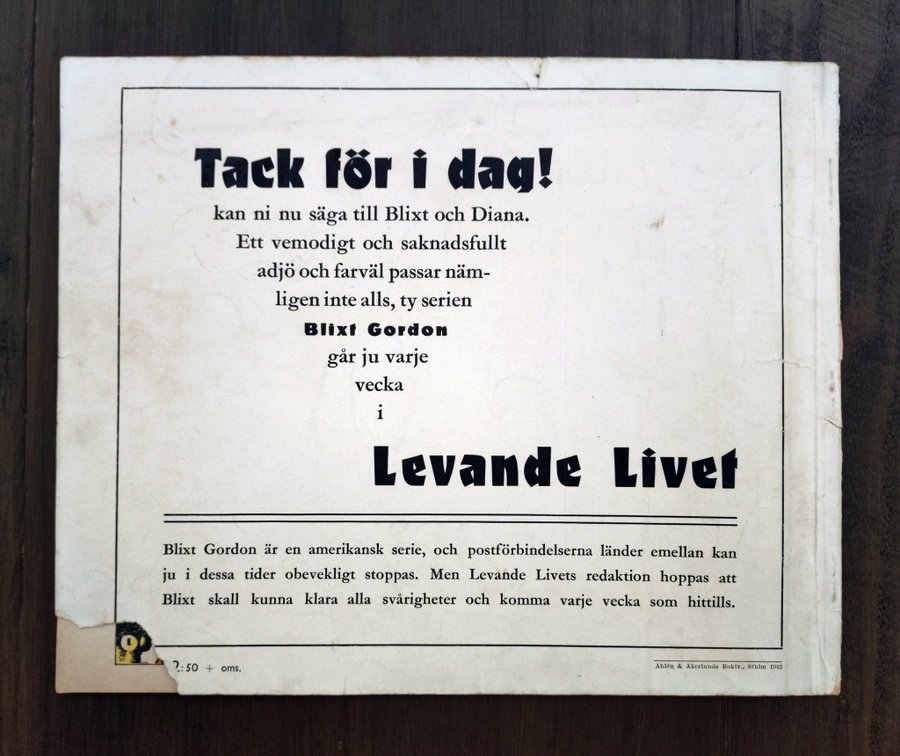 Tack för i dag!
kan ni nu säga till Blixt och Diana.
Ett vemodigt och saknadsfullt
adjö och farväl passar näm-
ligen inte alls, ty serien
Blixt Gordon
går ju varje
vecka
i
Levande Livet
Blixt Gordon är en amerikansk serie, och postförbindelserna länder emellan kan
ju i dessa tider obevekligt stoppas. Men Levande Livets redaktion hoppas att
Blixt skall kunna klara alla svårigheter och komma varje vecka som hittills.
2:50 + oms.
Åhlén & Åkerlunds Boktr., Sthlm 1942